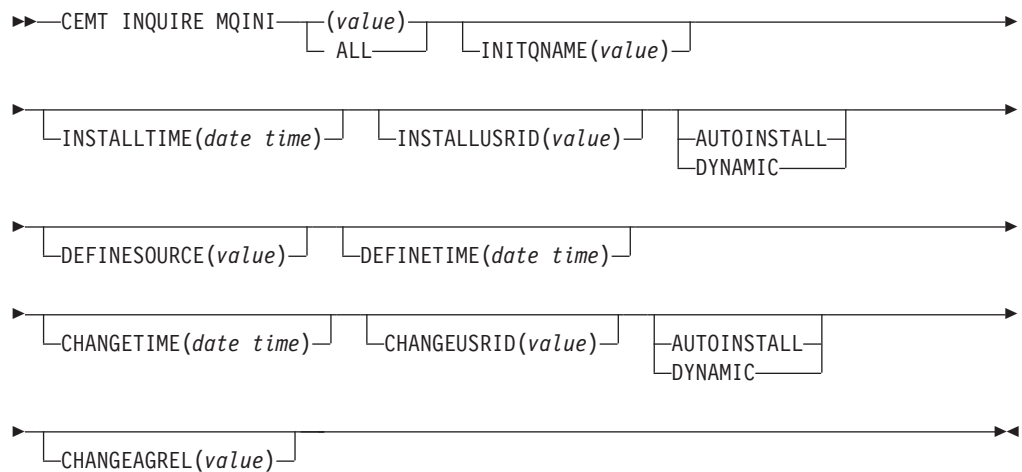 CEMT INQUIRE MQINI (value)
ALL INITQNAME(value)
INSTALLTIME(date time) INSTALLUSRID(value) AUTOINSTALL
DYNAMIC
DEFINESOURCE(value) DEFINETIME(date time)
CHANGETIME(date time) CHANGEUSRID(value) AUTOINSTALL
DYNAMIC
CHANGEAGREL(value)